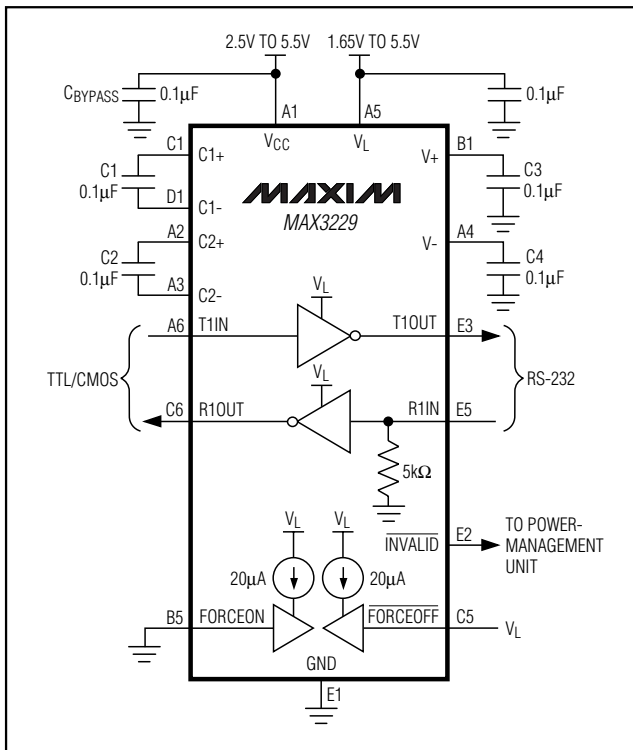 2.5V TO 5.5V 1.65V TO 5.5V
CBYPASS 0.1µF 0.1µF
A1 A5
VCC VL
C1 C1+ V+ B1
C1 0.1µF C3 0.1µF
D1 C1-
MAXIM
MAX3229
A2 C2+ V- A4
C2 0.1µF C4 0.1µF
A3 C2-
VL
A6 T1IN T1OUT E3
TTL/CMOS RS-232
VL
C6 R1OUT R1IN E5
5kΩ
VL VL
INVALID E2
TO POWER-
MANAGEMENT
UNIT
20µA 20µA
B5 FORCEON FORCEOFF C5 VL
GND
E1